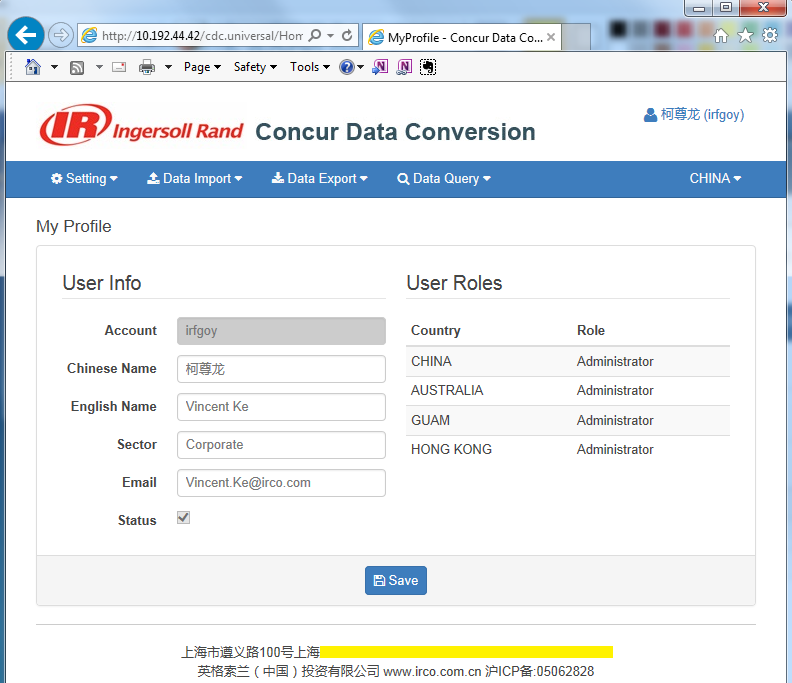 http://10.192.44.42/cdc.universal/Hom
MyProfile - Concur Data Co...
Page Safety Tools
IR Ingersoll Rand Concur Data Conversion
柯尊龙 (irfgoy)
Setting Data Import Data Export Data Query CHINA
My Profile
User Info
Account irfgoy
Chinese Name 柯尊龙
English Name Vincent Ke
Sector Corporate
Email Vincent.Ke@irco.com
Status
User Roles
Country Role
CHINA Administrator
AUSTRALIA Administrator
GUAM Administrator
HONG KONG Administrator
Save
上海市遵义路100号上海
英格索兰（中国）投资有限公司 www.irco.com.cn 沪ICP备:05062828